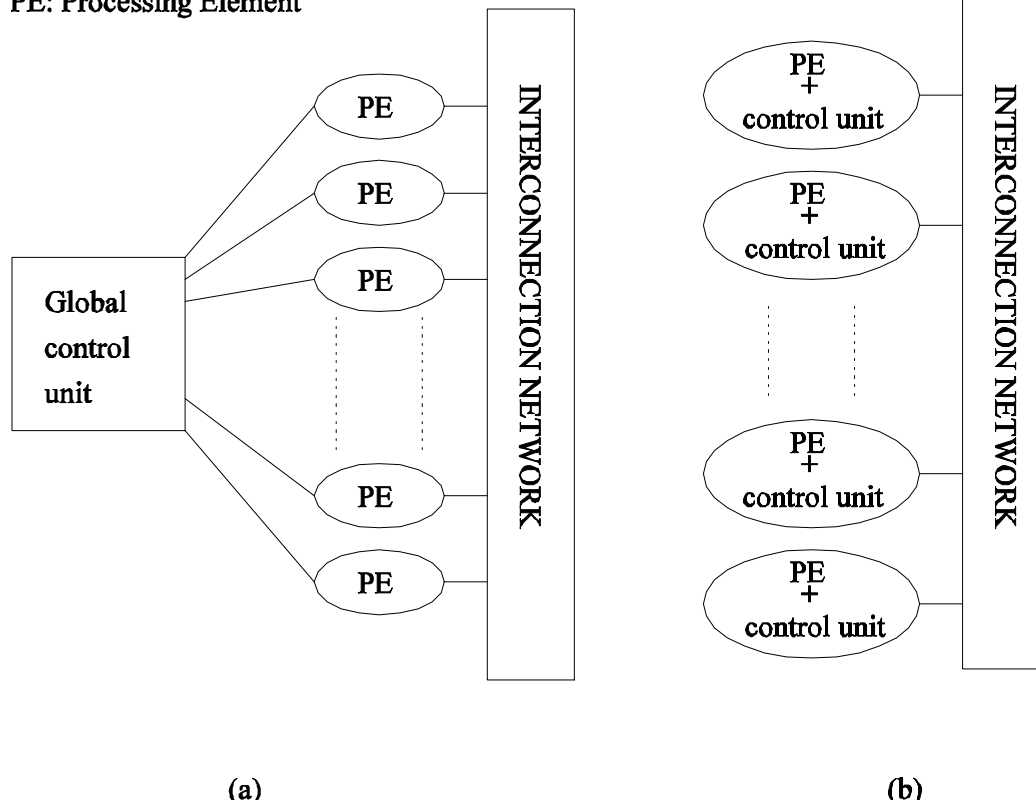 PE: Processing Element
PE
PE
PE
Global
control
unit
PE
PE
INTERCONNECTION NETWORK
PE
+
control unit
PE
+
control unit
PE
+
control unit
PE
+
control unit
INTERCONNECTION NETWORK
(a)
(b)